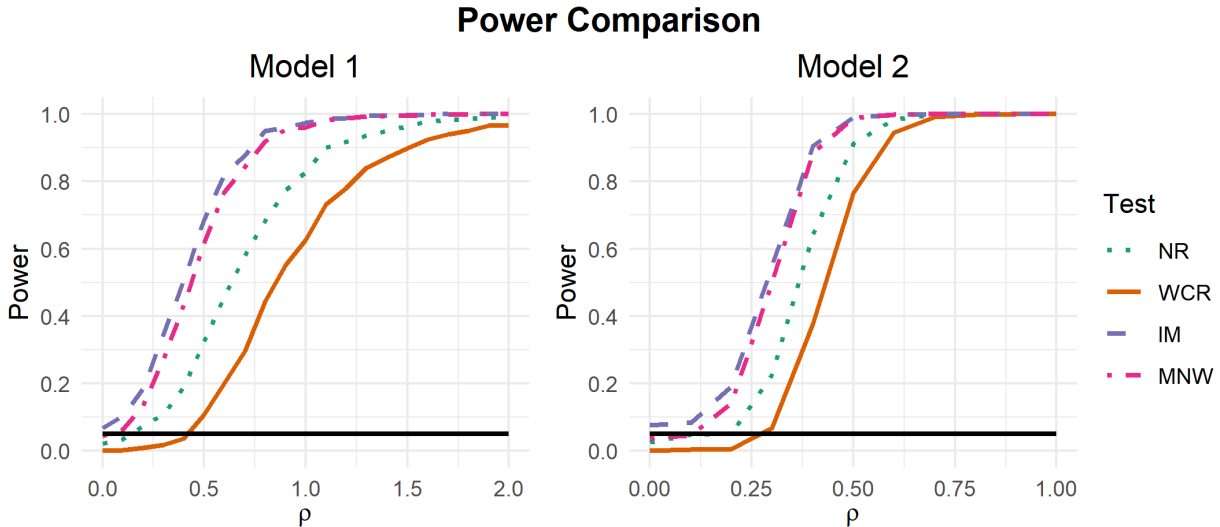 Power Comparison
Model 1
Model 2
Power
1.0
0.8
0.6
0.4
0.2
0.0
0.0 0.5 1.0 1.5 2.0
ρ
Power
1.0
0.8
0.6
0.4
0.2
0.0
0.00 0.25 0.50 0.75 1.00
ρ
Test
NR
WCR
IM
MNW